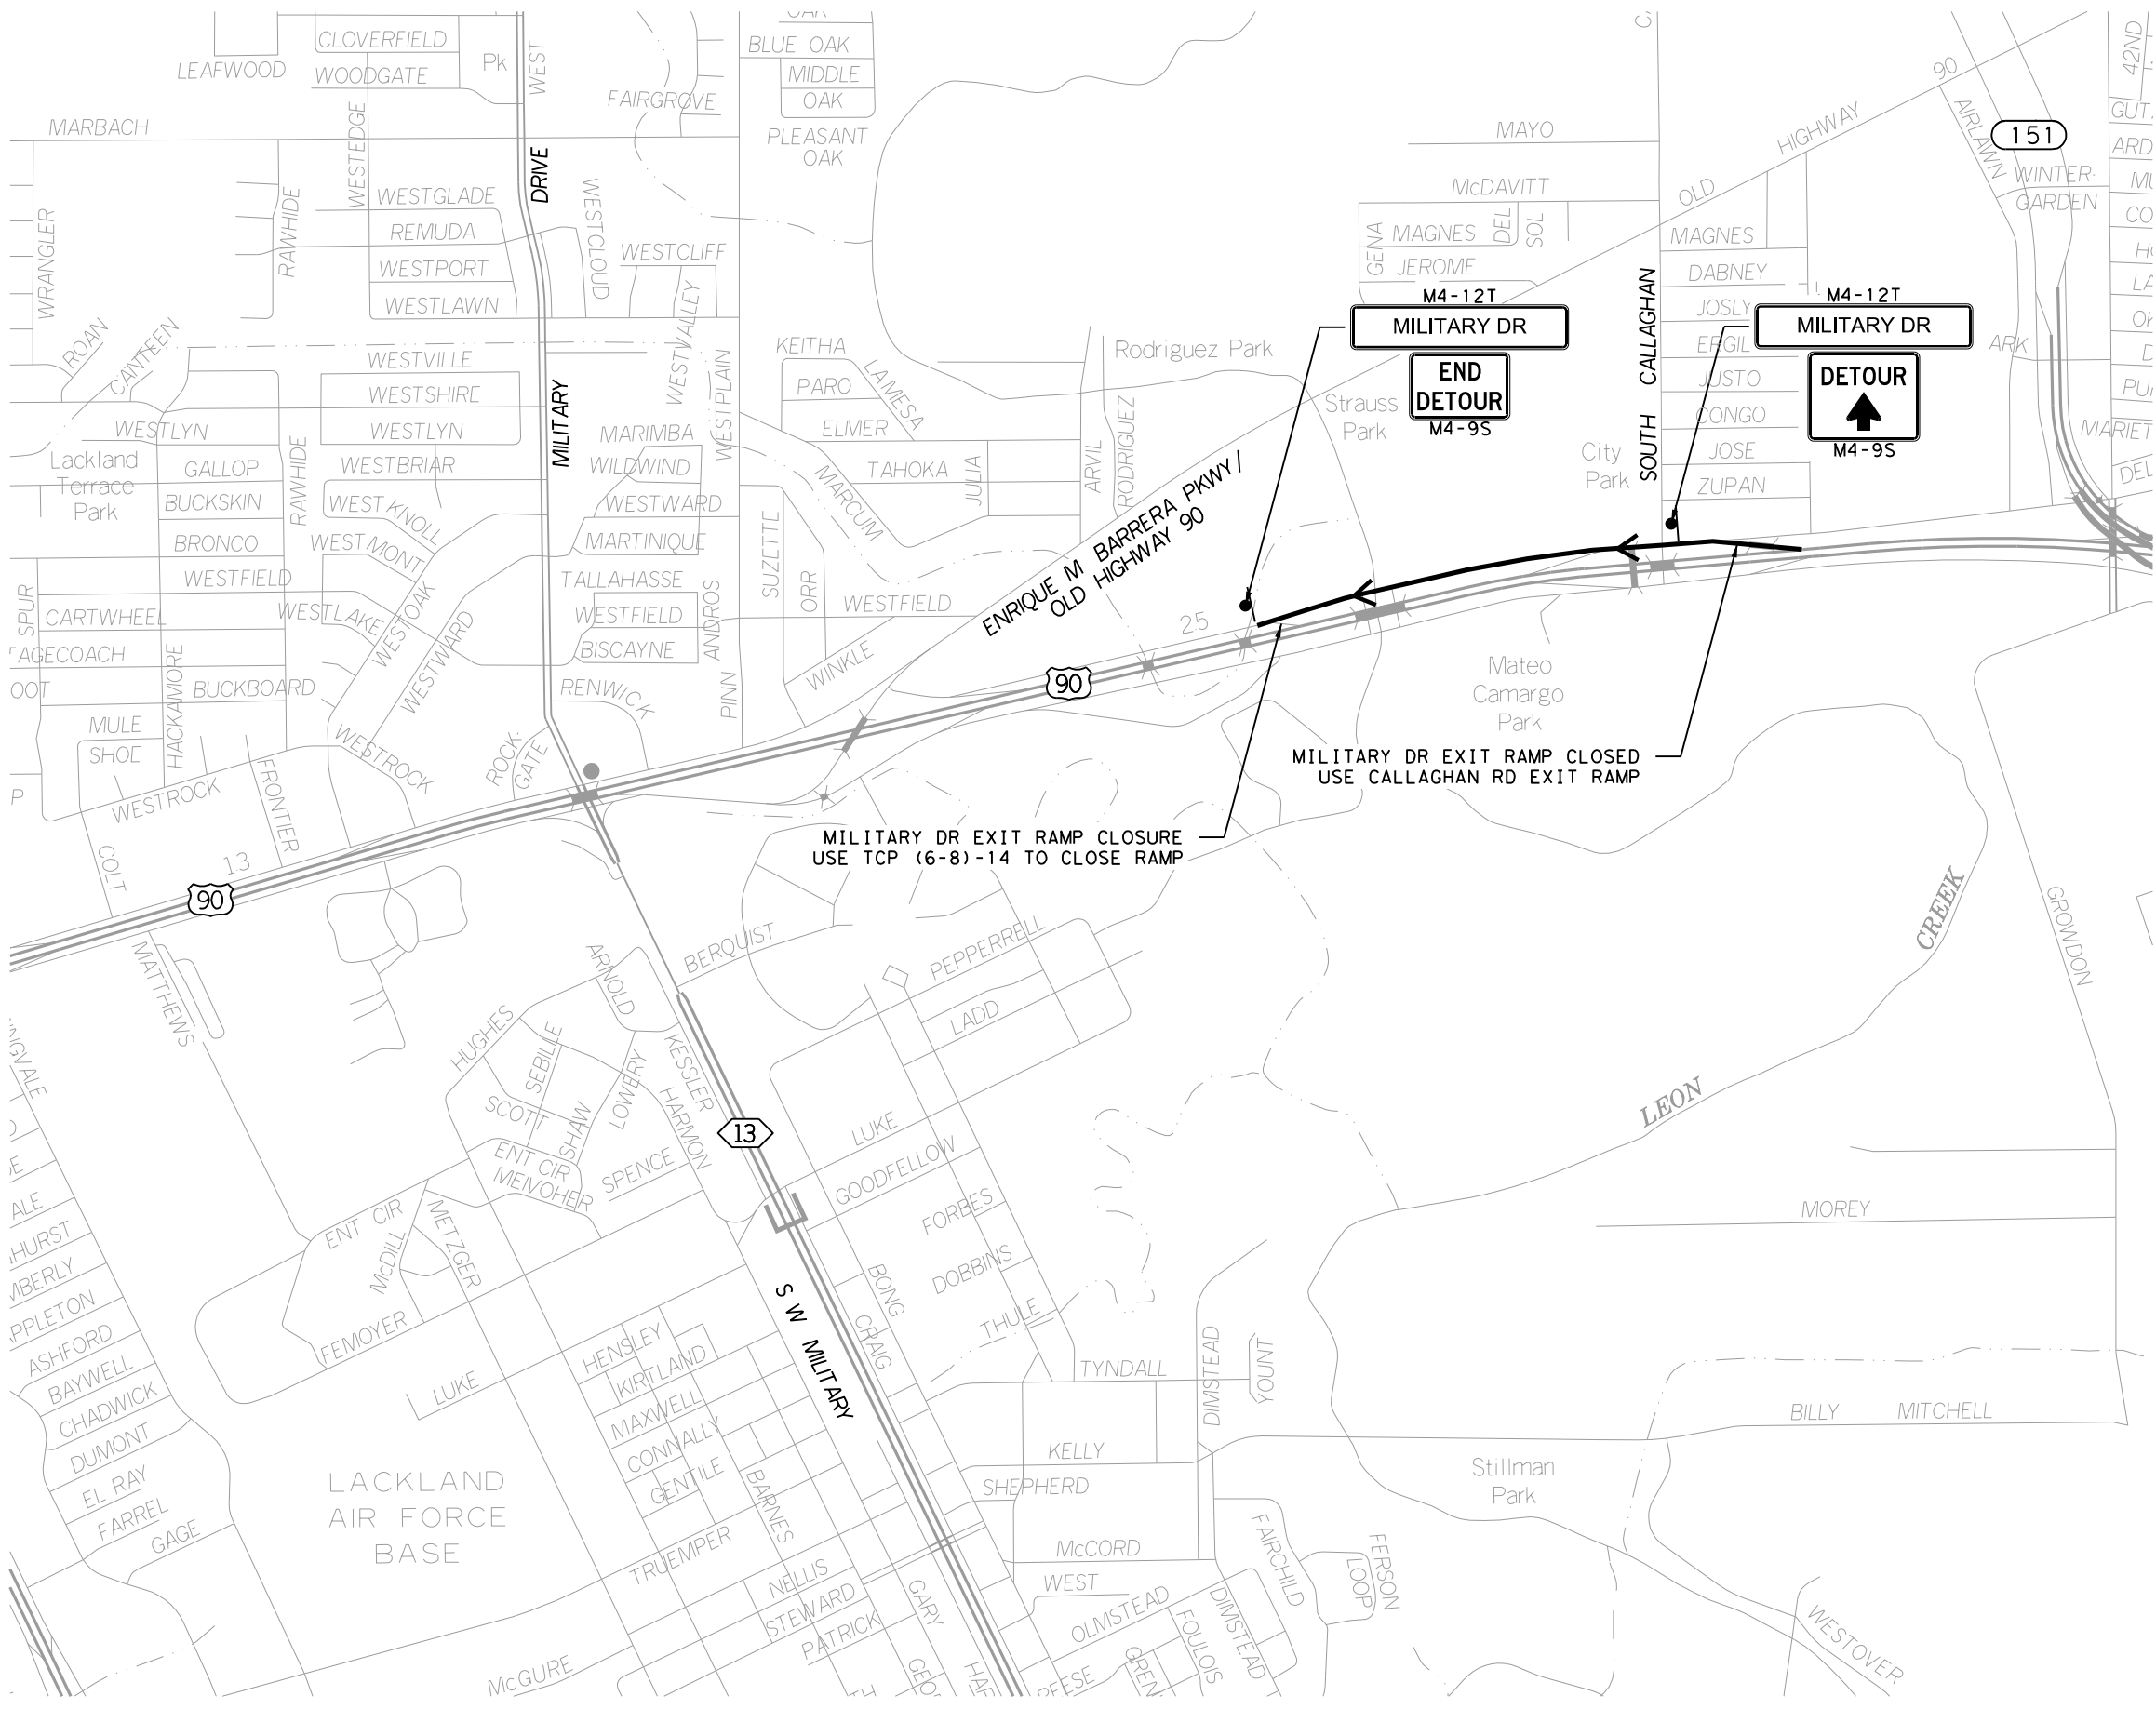 CLOVERFIELD
LEAFWOOD
WOODGATE
Pk
WEST
OAK
BLUE OAK
MIDDLE
OAK
FAIRGROVE
PLEASANT
OAK
MARBACH
WESTEDGE
DRIVE
WESTGLADE
REMUDA
WESTPORT
WESTLAWN
RAWHIDE
WRANGLER
WESTCLOUD
WESTCLIFF
WESTVALLEY
ROAN
CANTEEN
WESTVILLE
WESTSHIRE
WESTLYN
WESTBRIAR
MILITARY
KEITHA
PARO
LAMESA
ELMER
TAHOKA
JULIA
ARVIL
RODRIGUEZ
Rodriguez Park
MAYO
McDAVITT
GENA
MAGNES
DEL
SOL
JEROME
OLD
HIGHWAY
90
AIRLAWN
151
WINTER-
GARDEN
42ND
MAGNES
DABNEY
JOSLY
JUSTO
CONGO
JOSE
ZUPAN
ARK
SOUTH CALLAGHAN
M4-12T
MILITARY DR
END
DETOUR
M4-9S
M4-12T
MILITARY DR
DETOUR
M4-9S
Strauss
Park
City
Park
WESTLYN
Lackland
Terrace
Park
GALLOP
BUCKSKIN
BRONCO
WESTFIELD
RAWHIDE
WEST KNOLL
WESTMONT
WESTLAKE
WESTOAK
WESTWARD
MARIMBA
WILDWIND
WESTWARD
MARTINIQUE
TALLAHASSE
WESTFIELD
BISCAYNE
WESTPLAIN
ANDROS
PINN
SUZETTE
ORR
MARCUM
WESTFIELD
WINKLE
RENWICK
ROCK-
GATE
SPUR
CARTWHEEL
HACKAMORE
BUCKBOARD
MULE
SHOE
WESTROCK
WESTROCK
FRONTIER
COLT
13
90
ENRIQUE M BARRERA PKWY/
OLD HIGHWAY 90
25
90
Mateo
Camargo
Park
MILITARY DR EXIT RAMP CLOSED
USE CALLAGHAN RD EXIT RAMP
MILITARY DR EXIT RAMP CLOSURE
USE TCP (6-8)-14 TO CLOSE RAMP
LEON
CREEK
GROWDON
MATTHEWS
BERQUIST
PEPPERRELL
LADD
ARNOLD
HUGHES
SEBILLE
SCOTT
SHAW
LOWERY
KESSLER
HARMON
ENT CIR
MEIVOHER
SPENCE
13
LUKE
GOODFELLOW
FORBES
DOBBINS
THULE
BONG
CRAIG
ENT CIR
McDILL
METZGER
FEMOYER
LUKE
S W MILITARY
HENSLEY
KIRTLAND
MAXWELL
CONNALLY
GENTILE
BARNES
TRUEMPER
NELLIS
STEWARD
PATRICK
GARY
McGURE
ASHFORD
BAYWELL
CHADWICK
DUMONT
EL RAY
FARREL
GAGE
LACKLAND
AIR FORCE
BASE
TYNDALL
DIMSTEAD
YOUNT
KELLY
SHEPHERD
McCORD
WEST
OLMSTEAD
FOULOIS
DIMSTEAD
FAIRCHILD
FERSON
LOOP
MOREY
BILLY MITCHELL
Stillman
Park
WESTOVER